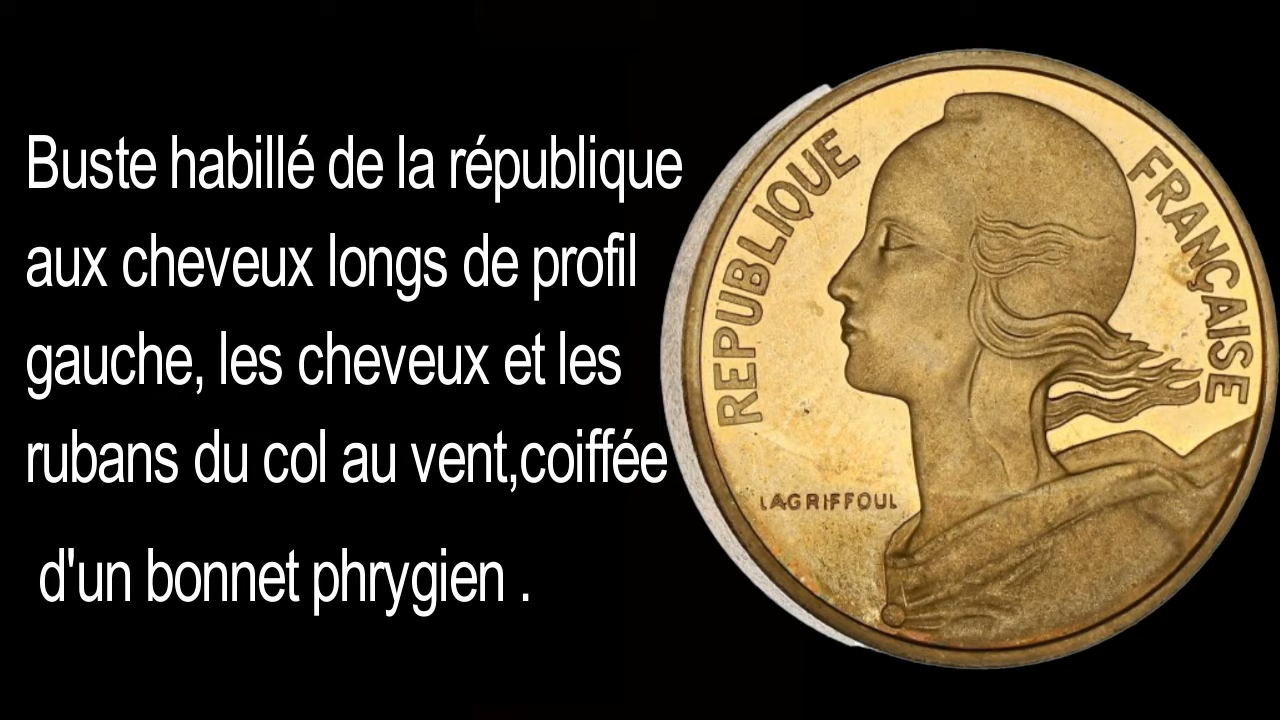 Buste habillé de la république
aux cheveux longs de profil
gauche, les cheveux et les
rubans du col au vent,coiffée
d'un bonnet phrygien .
REPUBLIQUE
FRANÇAISE
LAGRIFFOUL